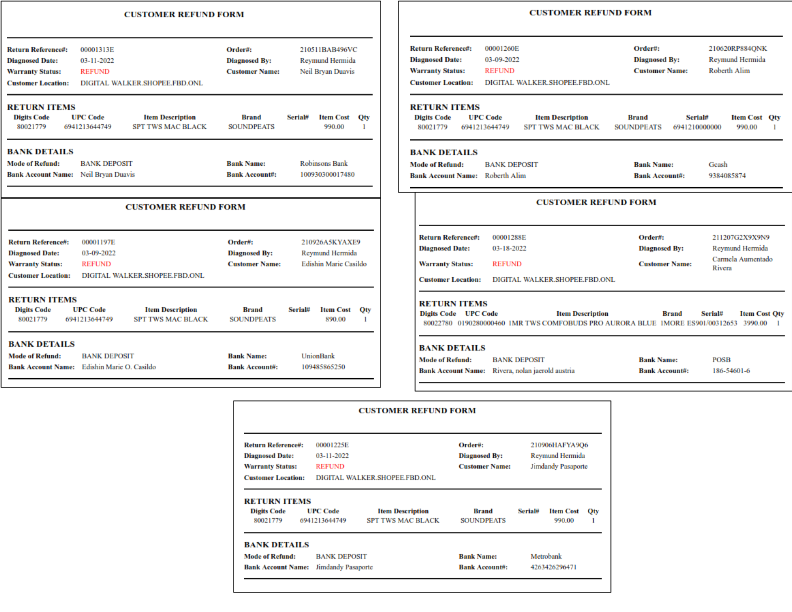 CUSTOMER REFUND FORM
Return Reference#: 00001313E Order#: 210511BAB496VC
Diagnosed Date: 03-11-2022 Diagnosed By: Reymund Hermida
Warranty Status: REFUND Customer Name: Neil Bryan Duavis
Customer Location: DIGITAL WALKER.SHOPEE.FBD.ONL
RETURN ITEMS
Digits Code UPC Code Item Description Brand Serial# Item Cost Qty
80021779 6941213644749 SPT TWS MAC BLACK SOUNDPEATS 990.00 1
BANK DETAILS
Mode of Refund: BANK DEPOSIT Bank Name: Robinsons Bank
Bank Account Name: Neil Bryan Duavis Bank Account#: 100930300017480
CUSTOMER REFUND FORM
Return Reference#: 00001260E Order#: 210620RP884QNK
Diagnosed Date: 03-09-2022 Diagnosed By: Reymund Hermida
Warranty Status: REFUND Customer Name: Roberth Alim
Customer Location: DIGITAL WALKER.SHOPEE.FBD.ONL
RETURN ITEMS
Digits Code UPC Code Item Description Brand Serial# Item Cost Qty
80021779 6941213644749 SPT TWS MAC BLACK SOUNDPEATS 6941210000000 990.00 1
BANK DETAILS
Mode of Refund: BANK DEPOSIT Bank Name: Gcash
Bank Account Name: Roberth Alim Bank Account#: 9384085874
CUSTOMER REFUND FORM
Return Reference#: 00001197E Order#: 210926A5KYAXE9
Diagnosed Date: 03-09-2022 Diagnosed By: Reymund Hermida
Warranty Status: REFUND Customer Name: Edishin Marie Casildo
Customer Location: DIGITAL WALKER.SHOPEE.FBD.ONL
RETURN ITEMS
Digits Code UPC Code Item Description Brand Serial# Item Cost Qty
80021779 6941213644749 SPT TWS MAC BLACK SOUNDPEATS 890.00 1
BANK DETAILS
Mode of Refund: BANK DEPOSIT Bank Name: UnionBank
Bank Account Name: Edishin Marie O. Casildo Bank Account#: 109485865250
CUSTOMER REFUND FORM
Return Reference#: 00001288E Order#: 211207G2X9X9N9
Diagnosed Date: 03-18-2022 Diagnosed By: Reymund Hermida
Warranty Status: REFUND Customer Name: Carmela Aumentado
Rivera
Customer Location: DIGITAL WALKER.SHOPEE.FBD.ONL
RETURN ITEMS
Digits Code UPC Code Item Description Brand Serial# Item Cost Qty
80022780 0190280000460 1MR TWS COMFOBUDS PRO AURORA BLUE 1MORE ES901/00312653 3990.00 1
BANK DETAILS
Mode of Refund: BANK DEPOSIT Bank Name: POSB
Bank Account Name: Rivera, nolan jaerold austria Bank Account#: 186-54601-6
CUSTOMER REFUND FORM
Return Reference#: 00001225E Order#: 210906HAFYA9Q6
Diagnosed Date: 03-11-2022 Diagnosed By: Reymund Hermida
Warranty Status: REFUND Customer Name: Jimdandy Pasaporte
Customer Location: DIGITAL WALKER.SHOPEE.FBD.ONL
RETURN ITEMS
Digits Code UPC Code Item Description Brand Serial# Item Cost Qty
80021779 6941213644749 SPT TWS MAC BLACK SOUNDPEATS 990.00 1
BANK DETAILS
Mode of Refund: BANK DEPOSIT Bank Name: Metrobank
Bank Account Name: Jimdandy Pasaporte Bank Account#: 4263426296471